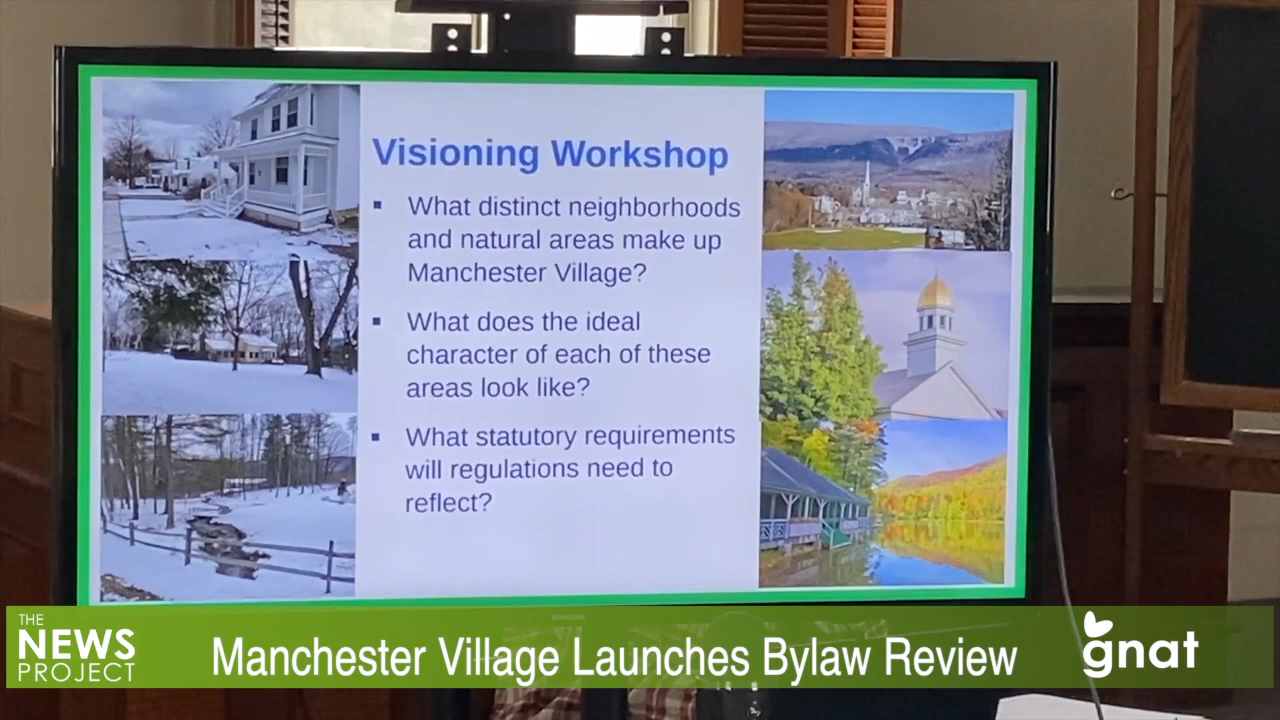 Visioning Workshop
▪ What distinct neighborhoods
and natural areas make up
Manchester Village?
▪ What does the ideal
character of each of these
areas look like?
▪ What statutory requirements
will regulations need to
reflect?
THE
NEWS
PROJECT
Manchester Village Launches Bylaw Review
gnat